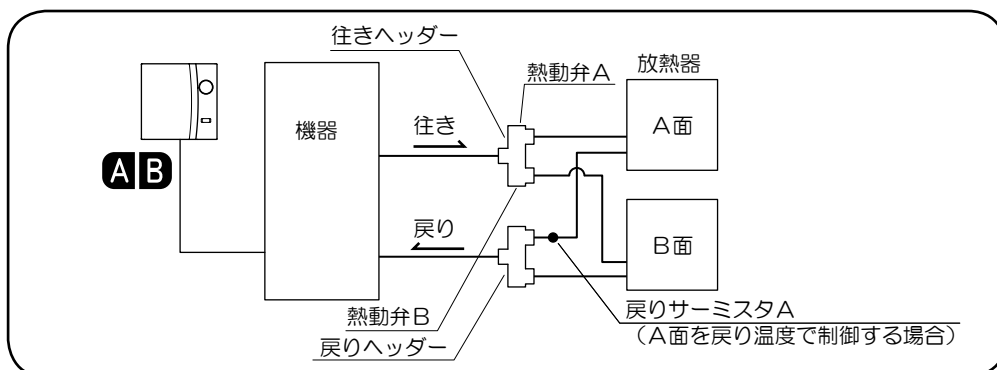 往きヘッダー
熱動弁A
放熱器
A面
機器
往き
A B
戻り
B面
熱動弁B
戻りヘッダー
戻りサーミスタA
（A面を戻り温度で制御する場合）